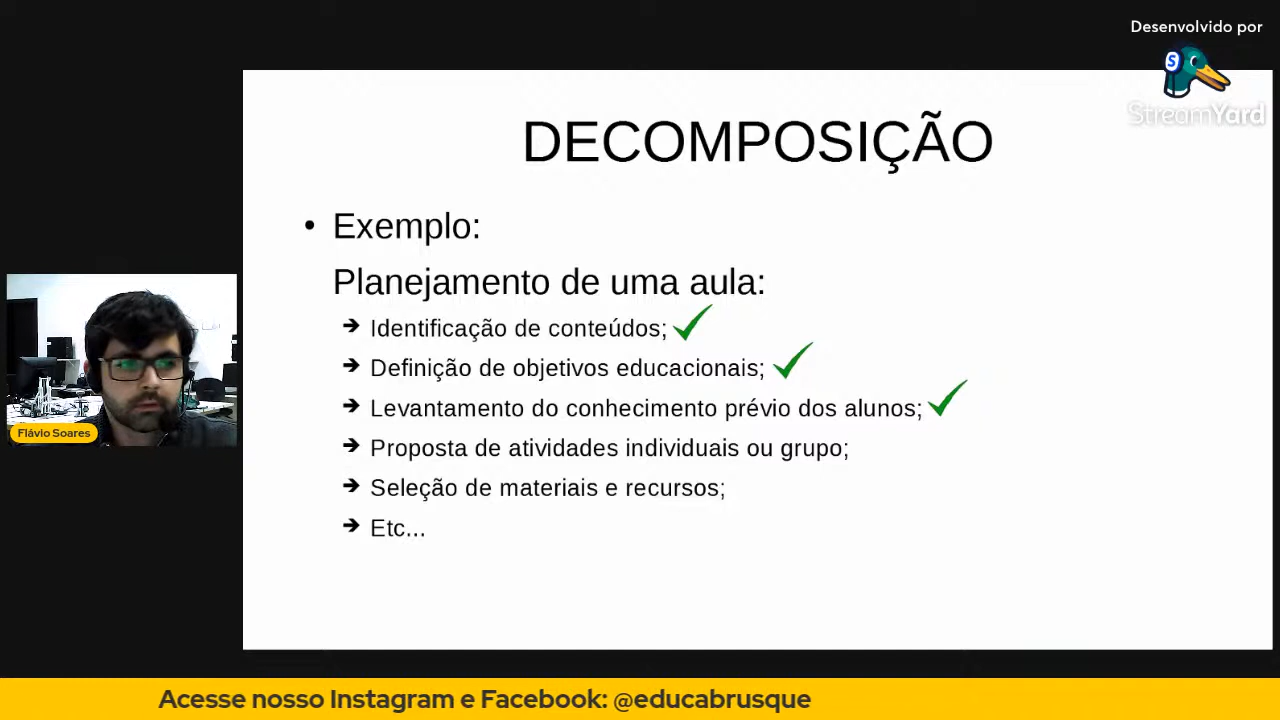 Desenvolvido por
S
StreamYard
DECOMPOSIÇÃO
• Exemplo:
Planejamento de uma aula:
➔ Identificação de conteúdos;
➔ Definição de objetivos educacionais;
➔ Levantamento do conhecimento prévio dos alunos;
➔ Proposta de atividades individuais ou grupo;
➔ Seleção de materiais e recursos;
➔ Etc...
Flávio Soares
Acesse nosso Instagram e Facebook: @educabrusque